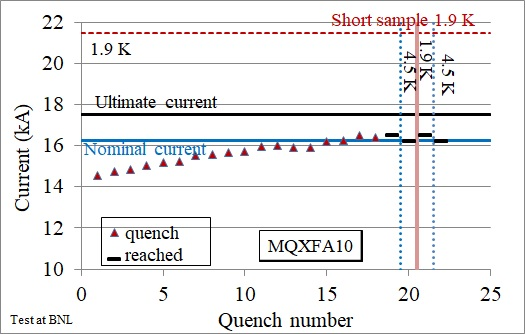 Short sample 1.9 K
1.9 K
4.5 K
1.9 K
4.5 K
Ultimate current
Nominal current
quench
reached
MQXFA10
Current (kA)
22
20
18
16
14
12
10
0
5
10
15
20
25
Quench number
Test at BNL